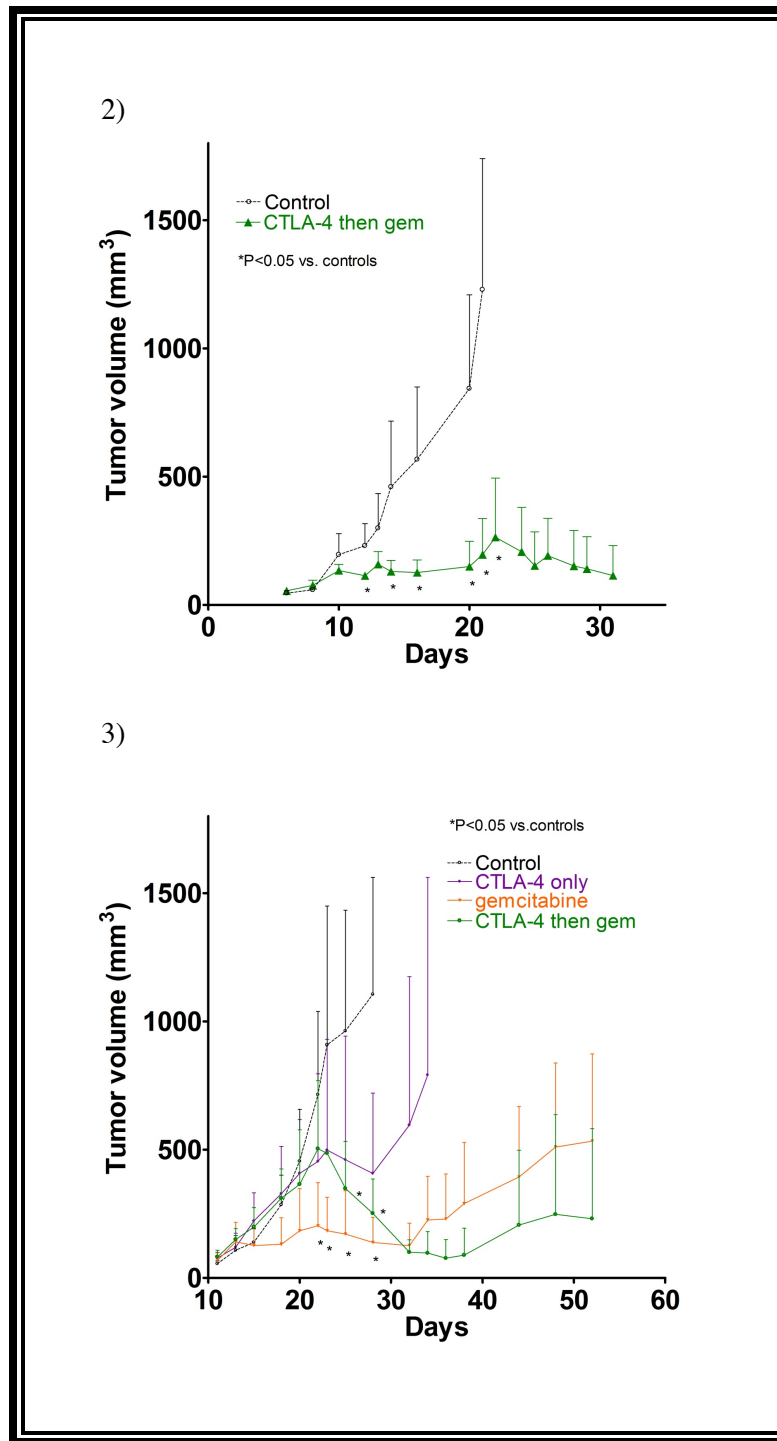 2)
Tumor volume (mm³)
1500
1000
500
0
Control
CTLA-4 then gem
*P<0.05 vs. controls
* * * * * *
0 10 20 30
Days
3)
Tumor volume (mm³)
1500
1000
500
0
*P<0.05 vs.controls
Control
CTLA-4 only
gemcitabine
CTLA-4 then gem
* *
* * * *
10 20 30 40 50 60
Days